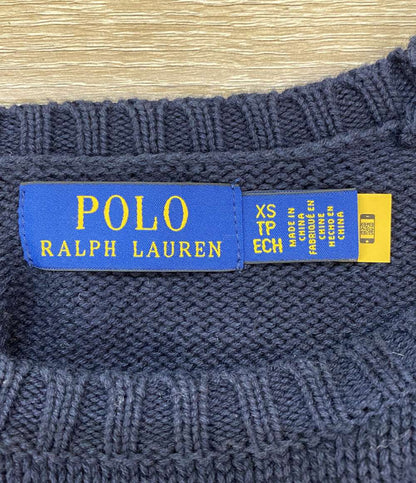 POLO
RALPH LAUREN
XS
TP
ECH
MADE IN
CHINA
FABRIQUÉ EN
CHINE
HECHO EN
CHINA